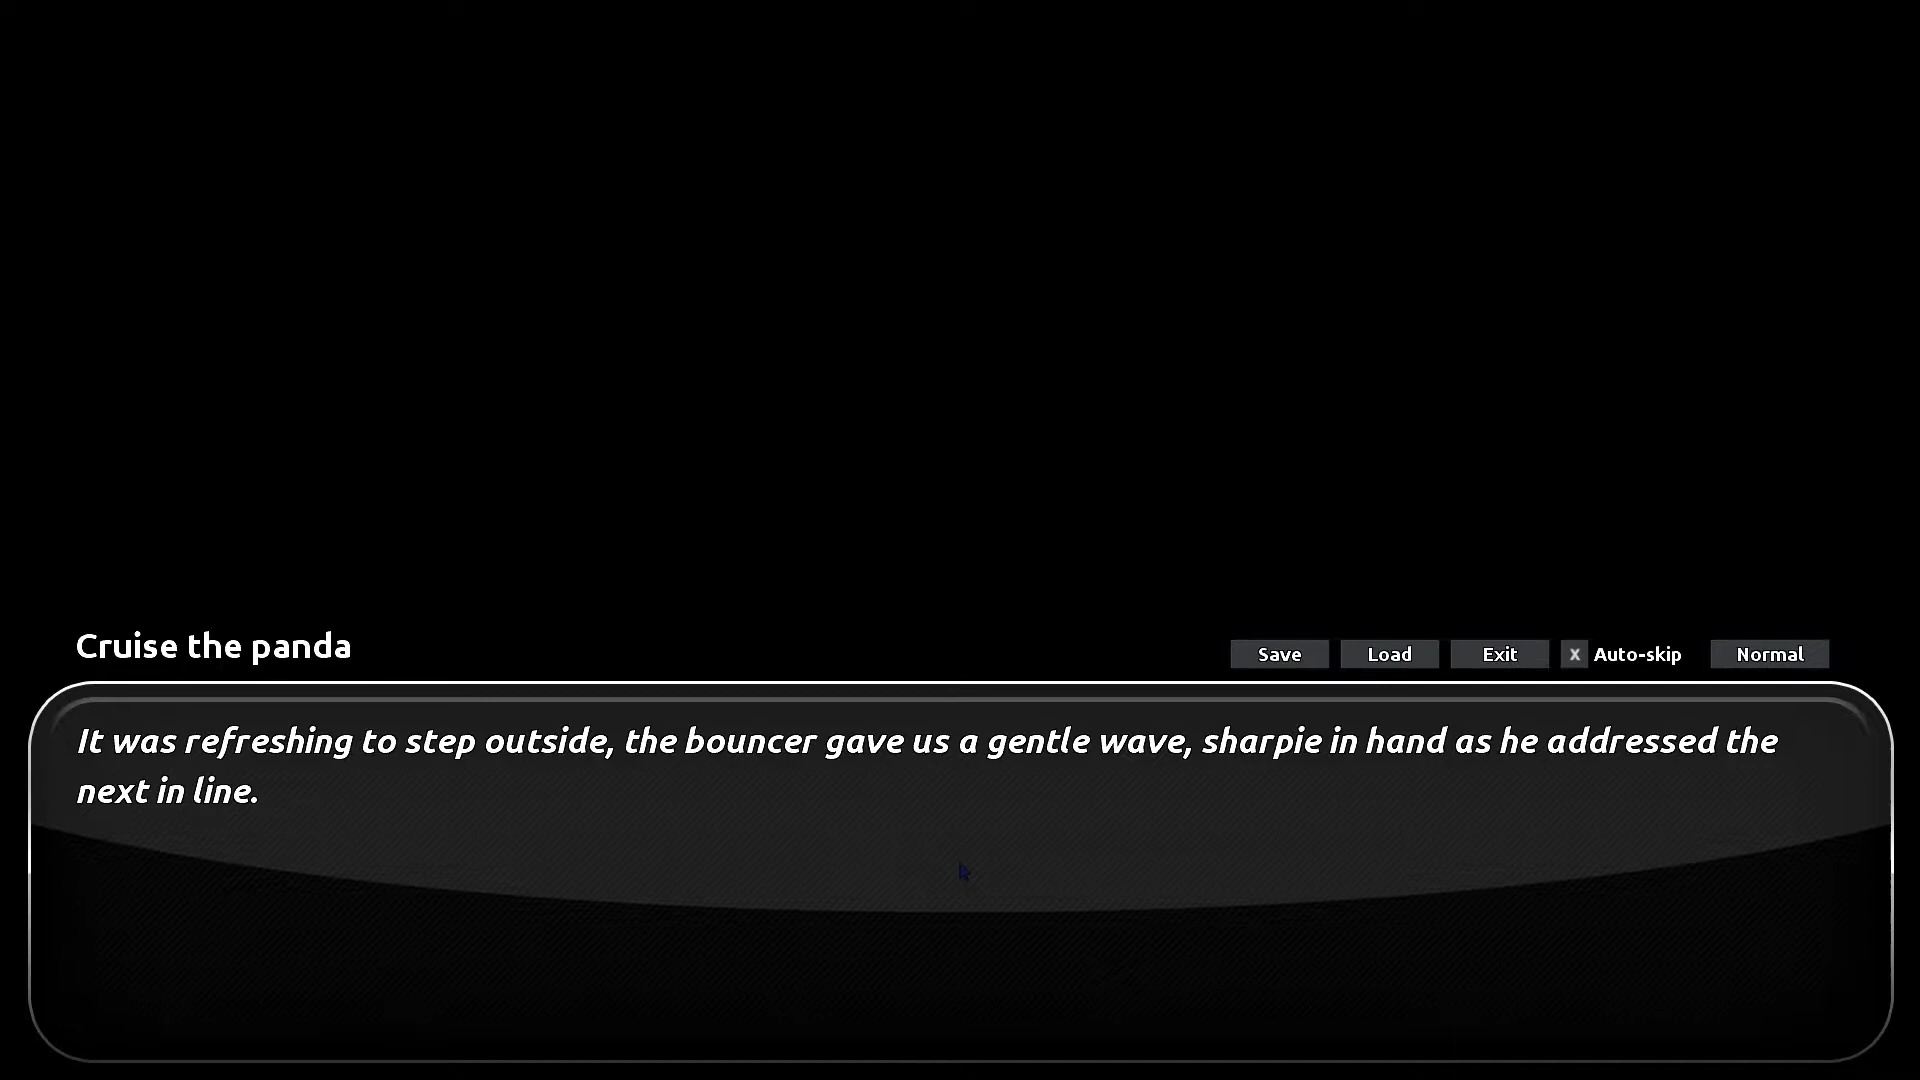 Cruise the panda
Save Load Exit x Auto-skip Normal
It was refreshing to step outside, the bouncer gave us a gentle wave, sharpie in hand as he addressed the
next in line.